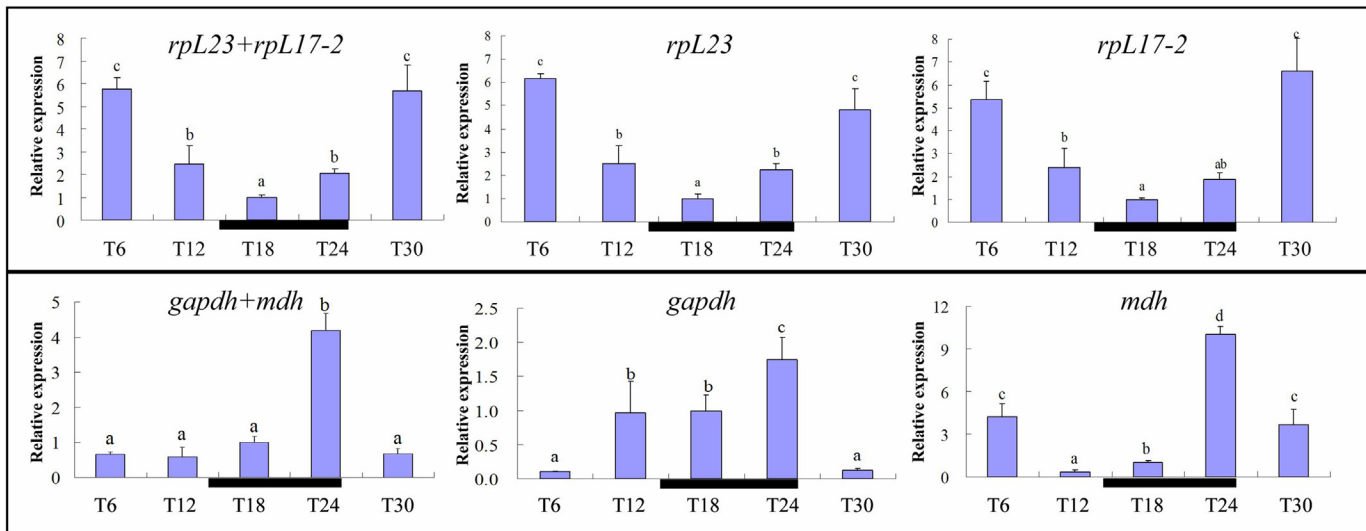 rpL23+rpL17-2
Relative expression
8
7
6
5
4
3
2
1
0
c
b
a
b
c
T6 T12 T18 T24 T30
rpL23
Relative expression
8
7
6
5
4
3
2
1
0
c
b
a
b
c
T6 T12 T18 T24 T30
rpL17-2
Relative expression
8
7
6
5
4
3
2
1
0
c
b
a
ab
c
T6 T12 T18 T24 T30
gapdh+mdh
Relative expression
5
4
3
2
1
0
a
a
a
b
a
T6 T12 T18 T24 T30
gapdh
Relative expression
2.5
2.0
1.5
1.0
0.5
0.0
a
b
b
c
a
T6 T12 T18 T24 T30
mdh
Relative expression
12
9
6
3
0
c
a
b
d
c
T6 T12 T18 T24 T30